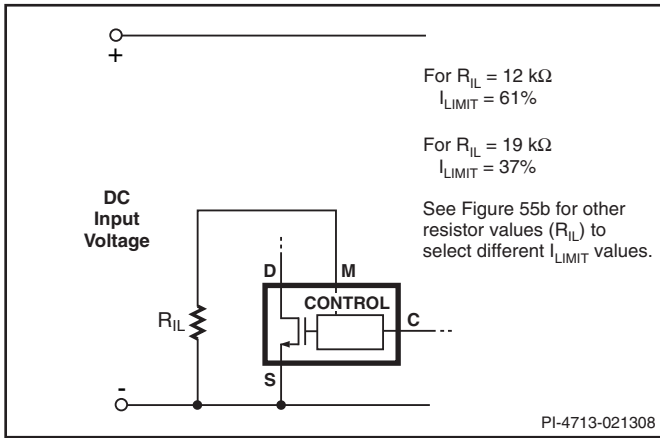 +
For R_IL = 12 kΩ
I_LIMIT = 61%
For R_IL = 19 kΩ
I_LIMIT = 37%
See Figure 55b for other
resistor values (R_IL) to
select different I_LIMIT values.
DC
Input
Voltage
D M
CONTROL
C
R_IL
S
-
PI-4713-021308